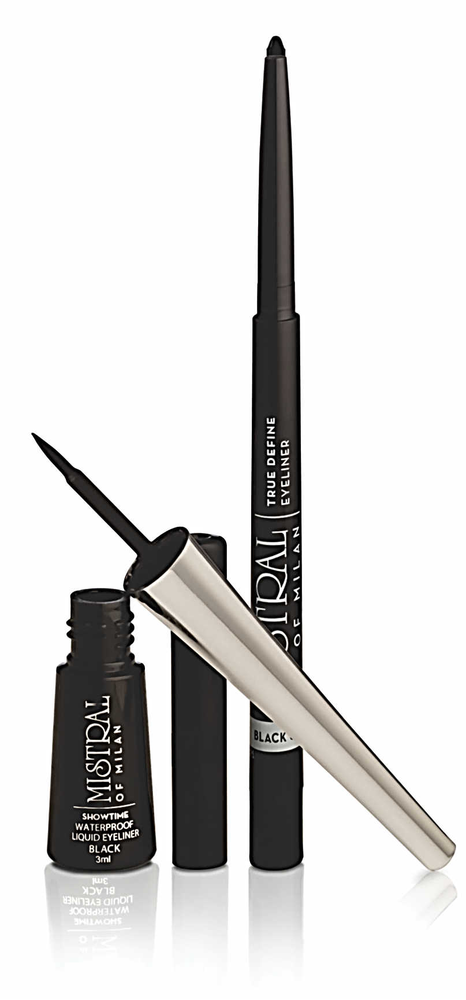 MISTRAL
OF MILAN
SHOWTIME
WATERPROOF
LIQUID EYELINER
BLACK
3ml
TRUE DEFINE
EYELINER
OF MILAN
BLACK